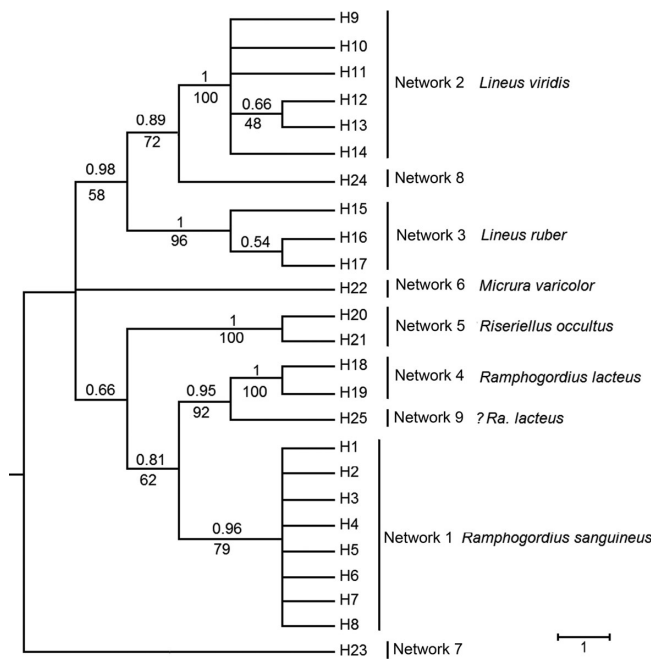 H9
H10
1
H11
Network 2 Lineus viridis
100
0.66
H12
0.89
48
H13
72
H14
0.98
H24
Network 8
58
H15
1
H16
Network 3 Lineus ruber
96
0.54
H17
H22
Network 6 Micrura varicolor
H20
1
Network 5 Riseriellus occultus
100
H21
H18
1
Network 4 Ramphogordius lacteus
0.66
0.95
100
H19
92
H25
Network 9 ? Ra. lacteus
H1
0.81
H2
62
H3
H4
0.96
Network 1 Ramphogordius sanguineus
79
H5
H6
H7
H8
H23
Network 7
1